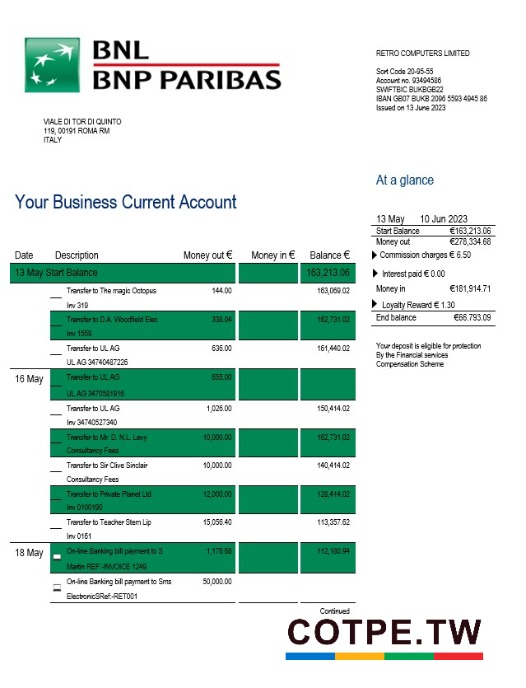 BNL
BNP PARIBAS
RETRO COMPUTERS LIMITED
Sort Code 20-95-55
Account no. 93494586
SWIFTBIC BUKBGB22
IBAN GB07 BUKB 2096 5593 4945 86
Issued on 13 June 2023
VIALE DI TOR DI QUINTO
119, 00191 ROMA RM
ITALY
At a glance
Your Business Current Account
13 May 10 Jun 2023
Start Balance €163,213.06
Money out €278,334.68
Commission charges € 6.50
Interest paid € 0.00
Money in €181,914.71
Loyalty Reward € 1.30
End balance €66.793.09
Your deposit is eligible for protection
By the Financial services
Compensation Scheme
Date Description Money out € Money in € Balance €
13 May Start Balance 163,213.06
Transfer to The magic Octopus 144.00 163,069.02
Inv 319
Transfer to D.A. Woodfield Elec 338.04 162,731.02
Inv 1559
Transfer to UL AG 636.00 161,440.02
UL AG 34740487226
16 May Transfer to UL AG 655.00
UL AG 3470581916
Transfer to UL AG 1,026.00 150,414.02
Inv 34740527340
Transfer to Mr. D. N.L. Levy 10,000.00 162,731.02
Consultancy Fees
Transfer to Sir Clive Sinclair 10,000.00 140,414.02
Consultancy Fees
Transfer to Private Planet Ltd 12,000.00 128,414.02
Inv 0100190
Transfer to Teacher Stern Lip 15,056.40 113,357.62
Inv 0161
18 May On-line Banking bill payment to S 1,176.68 112,180.94
Martin REF:-INVOICE 1249
On-line Banking bill payment to Sms 50,000.00
ElectronicSRef:-RET001
Continued
COTPE.TW